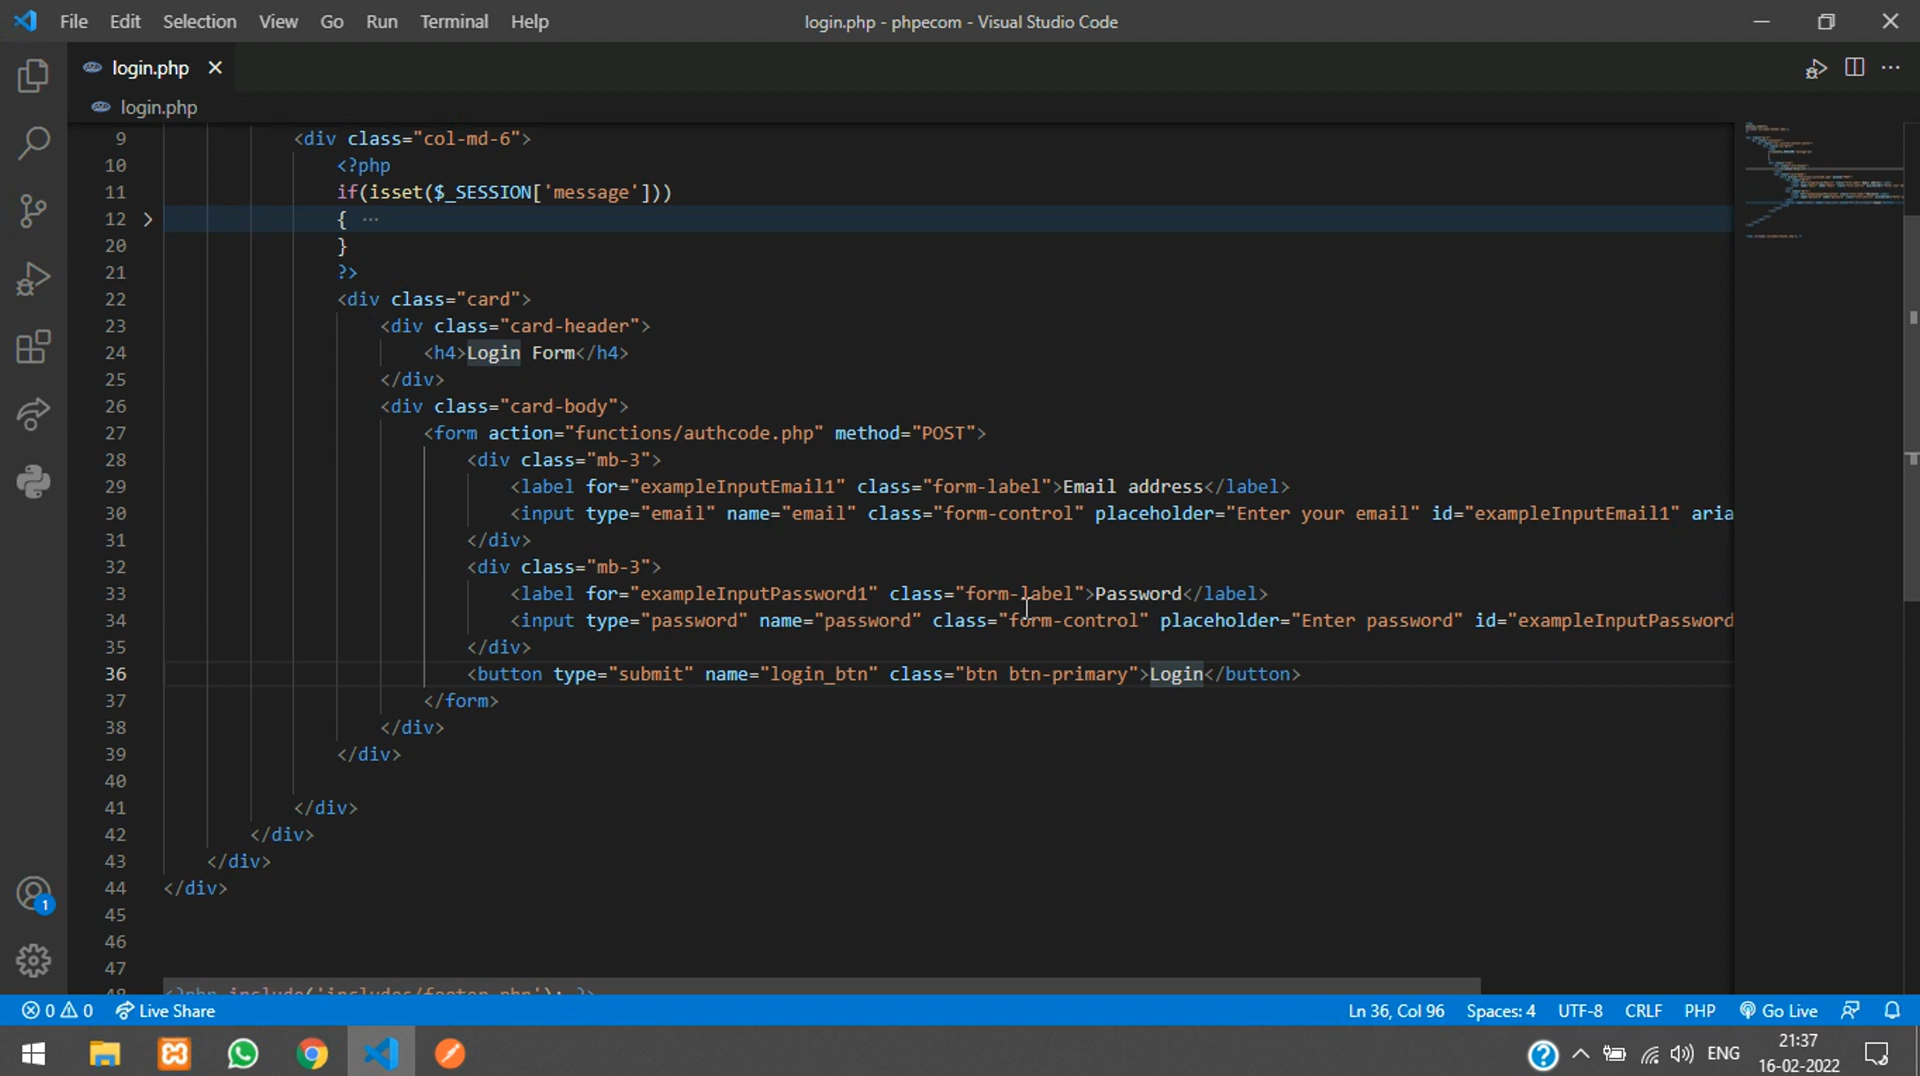 File Edit Selection View Go Run Terminal Help
login.php - phpecom - Visual Studio Code
login.php
login.php
9 <div class="col-md-6">
10 <?php
11 if(isset($_SESSION['message']))
12 { ...
20 }
21 ?>
22 <div class="card">
23 <div class="card-header">
24 <h4>Login Form</h4>
25 </div>
26 <div class="card-body">
27 <form action="functions/authcode.php" method="POST">
28 <div class="mb-3">
29 <label for="exampleInputEmail1" class="form-label">Email address</label>
30 <input type="email" name="email" class="form-control" placeholder="Enter your email" id="exampleInputEmail1" aria
31 </div>
32 <div class="mb-3">
33 <label for="exampleInputPassword1" class="form-label">Password</label>
34 <input type="password" name="password" class="form-control" placeholder="Enter password" id="exampleInputPassword
35 </div>
36 <button type="submit" name="login_btn" class="btn btn-primary">Login</button>
37 </form>
38 </div>
39 </div>
40
41 </div>
42 </div>
43 </div>
44 </div>
45
46
47
48 <?php include('includes/footer.php'); ?>
0 0 Live Share
Ln 36, Col 96 Spaces: 4 UTF-8 CRLF PHP Go Live
1
ENG
21:37
16-02-2022